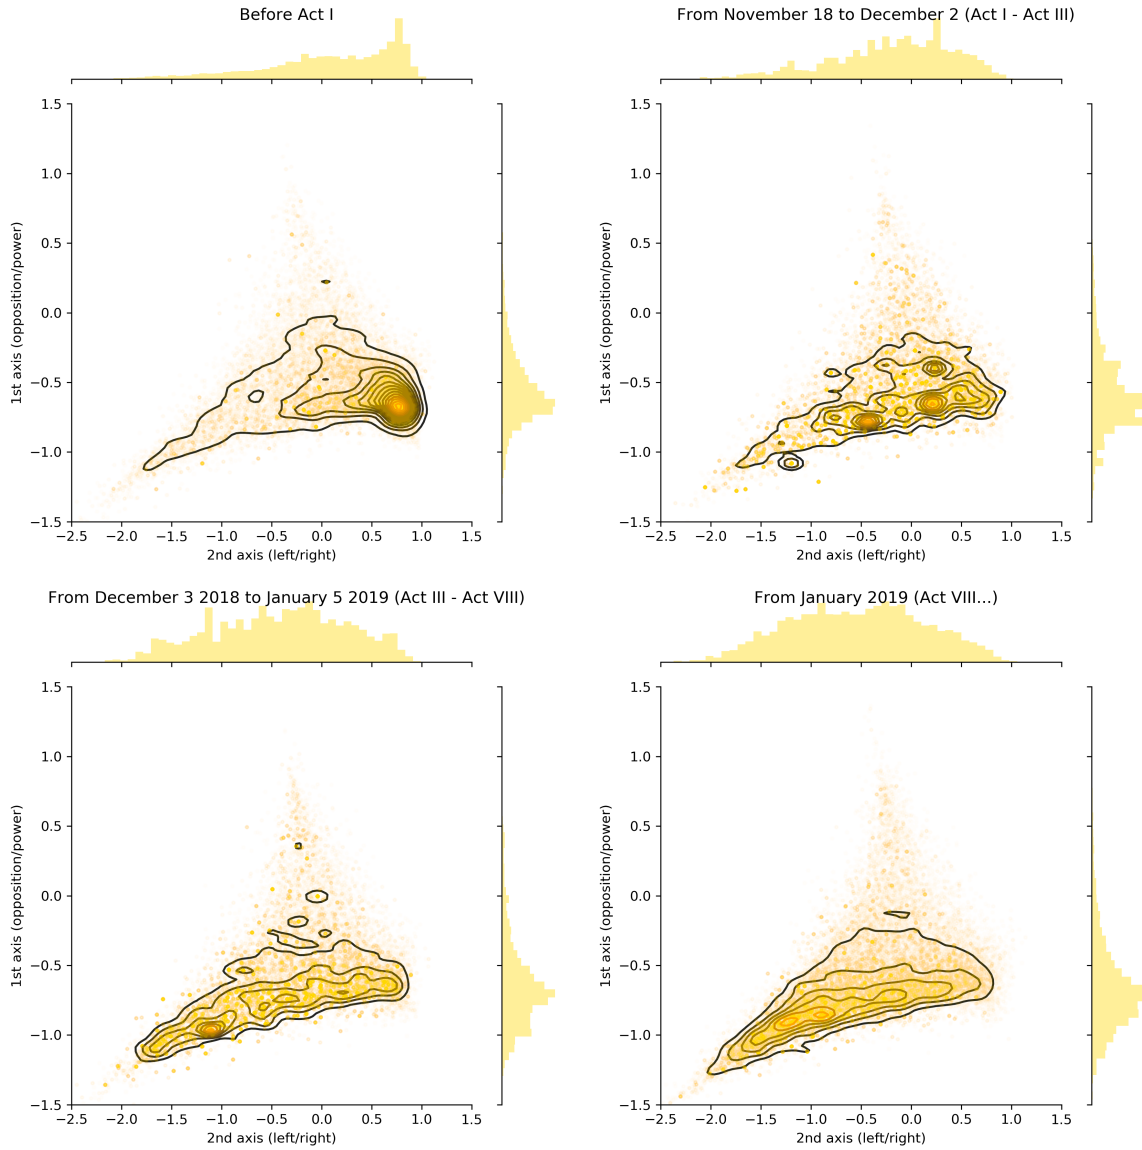 Before Act I
From November 18 to December 2 (Act I - Act III)
1.5
1.0
0.5
0.0
−0.5
−1.0
−1.5
1st axis (opposition/power)
−2.5 −2.0 −1.5 −1.0 −0.5 0.0 0.5 1.0 1.5
2nd axis (left/right)
1.5
1.0
0.5
0.0
−0.5
−1.0
−1.5
1st axis (opposition/power)
−2.5 −2.0 −1.5 −1.0 −0.5 0.0 0.5 1.0 1.5
2nd axis (left/right)
From December 3 2018 to January 5 2019 (Act III - Act VIII)
From January 2019 (Act VIII...)
1.5
1.0
0.5
0.0
−0.5
−1.0
−1.5
1st axis (opposition/power)
−2.5 −2.0 −1.5 −1.0 −0.5 0.0 0.5 1.0 1.5
2nd axis (left/right)
1.5
1.0
0.5
0.0
−0.5
−1.0
−1.5
1st axis (opposition/power)
−2.5 −2.0 −1.5 −1.0 −0.5 0.0 0.5 1.0 1.5
2nd axis (left/right)